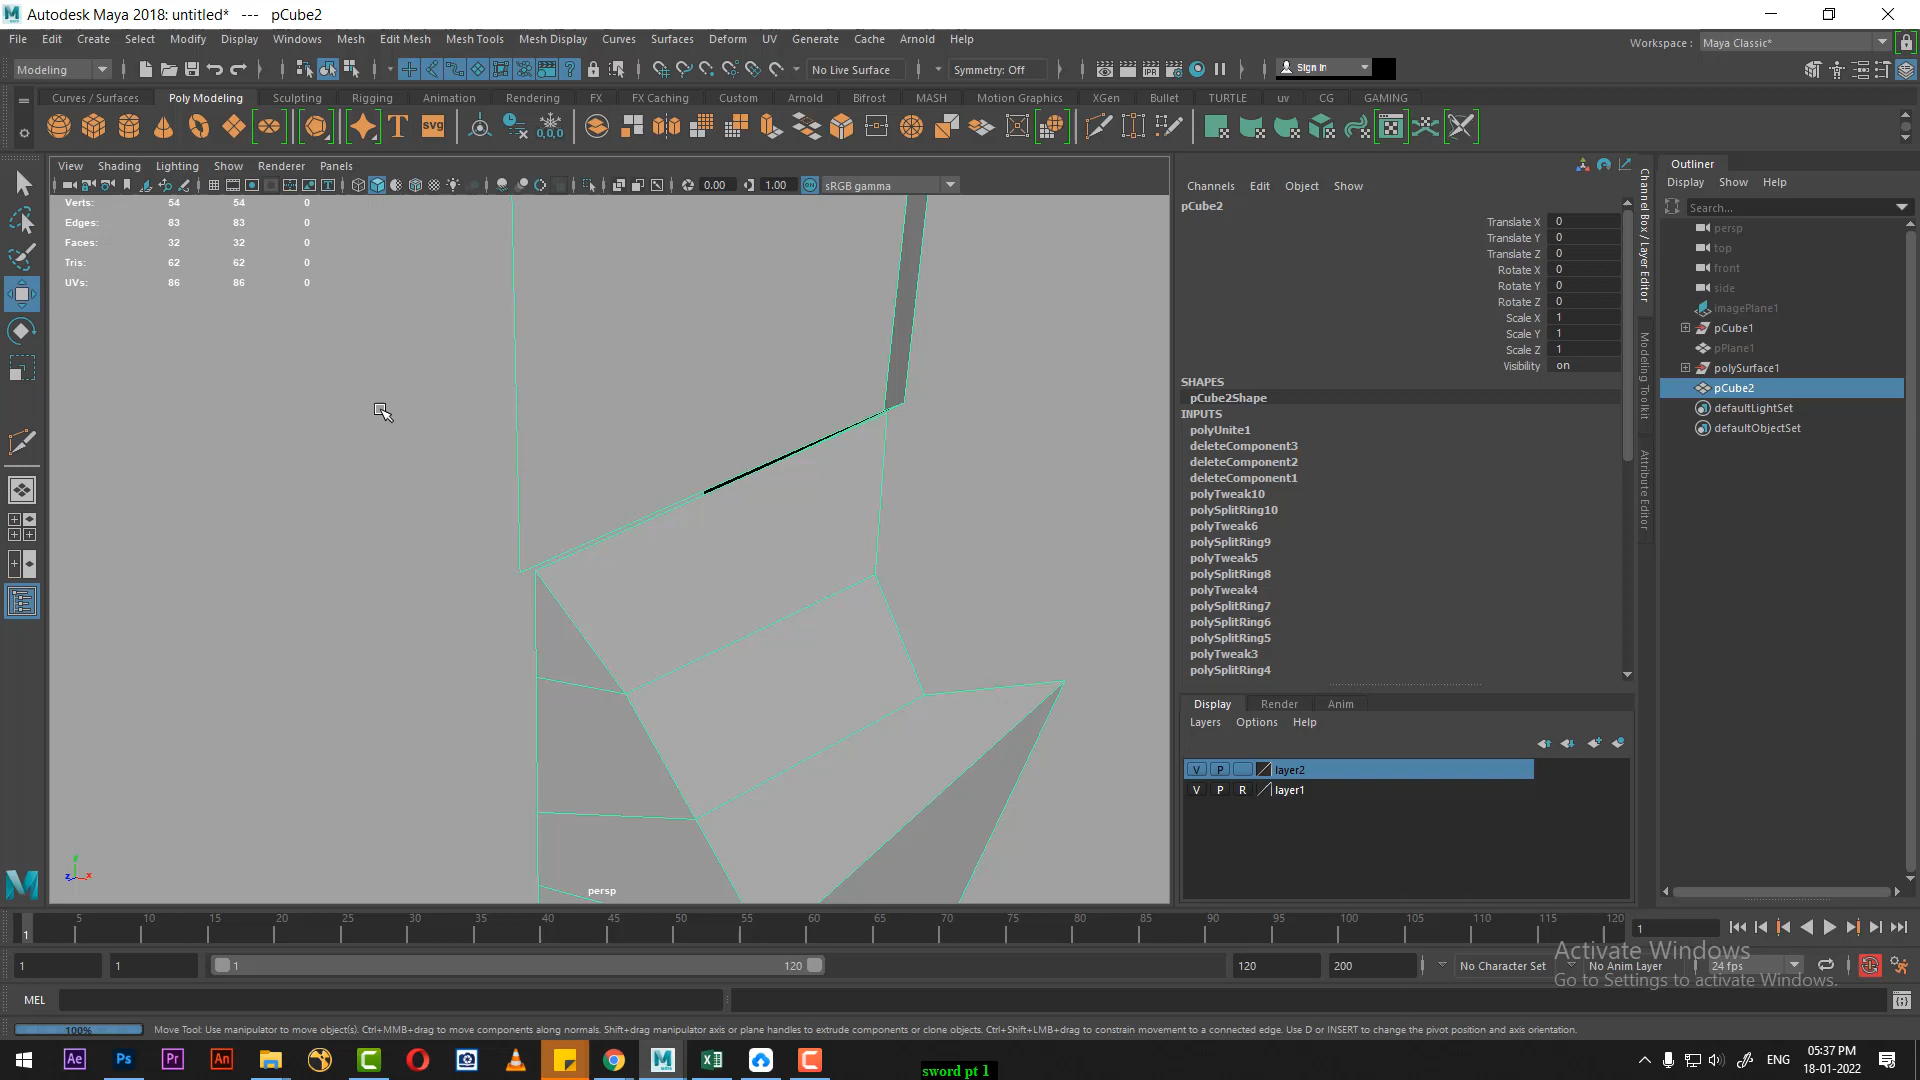 Autodesk Maya 2018: untitled*   ---   pCube2
File Edit Create Select Modify Display Windows Mesh Edit Mesh Mesh Tools Mesh Display Curves Surfaces Deform UV Generate Cache Arnold Help
Workspace : Maya Classic*
Modeling No Live Surface Symmetry: Off Sign In
Curves / Surfaces Poly Modeling Sculpting Rigging Animation Rendering FX FX Caching Custom Arnold Bifrost MASH Motion Graphics XGen Bullet TURTLE uv CG GAMING
View Shading Lighting Show Renderer Panels
0.00 1.00 sRGB gamma
Verts: 54 54 0
Edges: 83 83 0
Faces: 32 32 0
Tris: 62 62 0
UVs: 86 86 0
persp
Channels Edit Object Show
pCube2
Translate X 0
Translate Y 0
Translate Z 0
Rotate X 0
Rotate Y 0
Rotate Z 0
Scale X 1
Scale Y 1
Scale Z 1
Visibility on
SHAPES
pCube2Shape
INPUTS
polyUnite1
deleteComponent3
deleteComponent2
deleteComponent1
polyTweak10
polySplitRing10
polyTweak6
polySplitRing9
polyTweak5
polySplitRing8
polyTweak4
polySplitRing7
polySplitRing6
polySplitRing5
polyTweak3
polySplitRing4
Display Render Anim
Layers Options Help
V P layer2
V P R layer1
Channel Box / Layer Editor
Modeling Toolkit
Attribute Editor
Outliner
Display Show Help
Search...
persp
top
front
side
imagePlane1
pCube1
pPlane1
polySurface1
pCube2
defaultLightSet
defaultObjectSet
5 10 15 20 25 30 35 40 45 50 55 60 65 70 75 80 85 90 95 100 105 110 115 120
1 1
1 1 1 120 120 200 No Character Set No Anim Layer 24 fps
Activate Windows
Go to Settings to activate Windows.
MEL
100% Move Tool: Use manipulator to move object(s). Ctrl+MMB+drag to move components along normals. Shift+drag manipulator axis or plane handles to extrude components or clone objects. Ctrl+Shift+LMB+drag to constrain movement to a connected edge. Use D or INSERT to change the pivot position and axis orientation.
sword pt 1
ENG
05:37 PM
18-01-2022